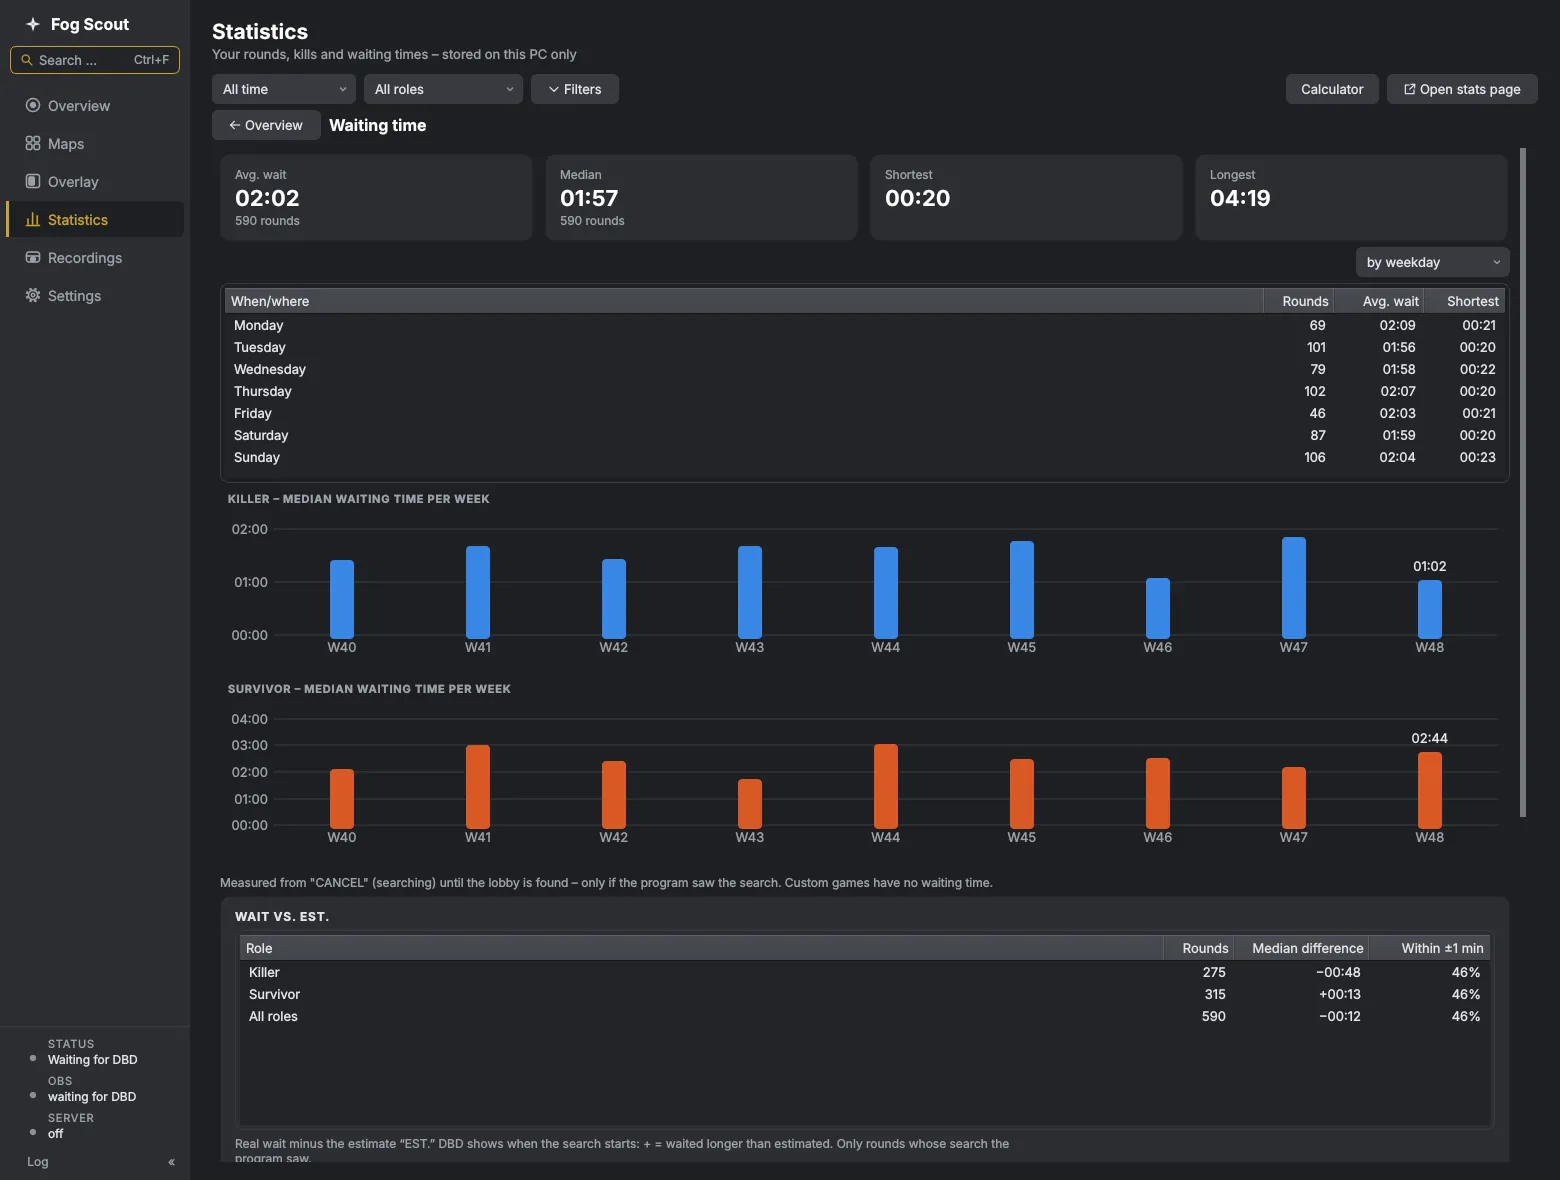 Fog Scout
Search ... Ctrl+F
Overview
Maps
Overlay
Statistics
Recordings
Settings
STATUS
Waiting for DBD
OBS
waiting for DBD
SERVER
off
Log «
Statistics
Your rounds, kills and waiting times – stored on this PC only
All time All roles Filters Calculator Open stats page
← Overview Waiting time
Avg. wait
02:02
590 rounds
Median
01:57
590 rounds
Shortest
00:20
Longest
04:19
by weekday
When/where Rounds Avg. wait Shortest
Monday 69 02:09 00:21
Tuesday 101 01:56 00:20
Wednesday 79 01:58 00:22
Thursday 102 02:07 00:20
Friday 46 02:03 00:21
Saturday 87 01:59 00:20
Sunday 106 02:04 00:23
KILLER – MEDIAN WAITING TIME PER WEEK
02:00
01:02
01:00
00:00
W40 W41 W42 W43 W44 W45 W46 W47 W48
SURVIVOR – MEDIAN WAITING TIME PER WEEK
04:00
02:44
03:00
02:00
01:00
00:00
W40 W41 W42 W43 W44 W45 W46 W47 W48
Measured from "CANCEL" (searching) until the lobby is found – only if the program saw the search. Custom games have no waiting time.
WAIT VS. EST.
Role Rounds Median difference Within ±1 min
Killer 275 −00:48 46%
Survivor 315 +00:13 46%
All roles 590 −00:12 46%
Real wait minus the estimate “EST.” DBD shows when the search starts: + = waited longer than estimated. Only rounds whose search the
program saw.